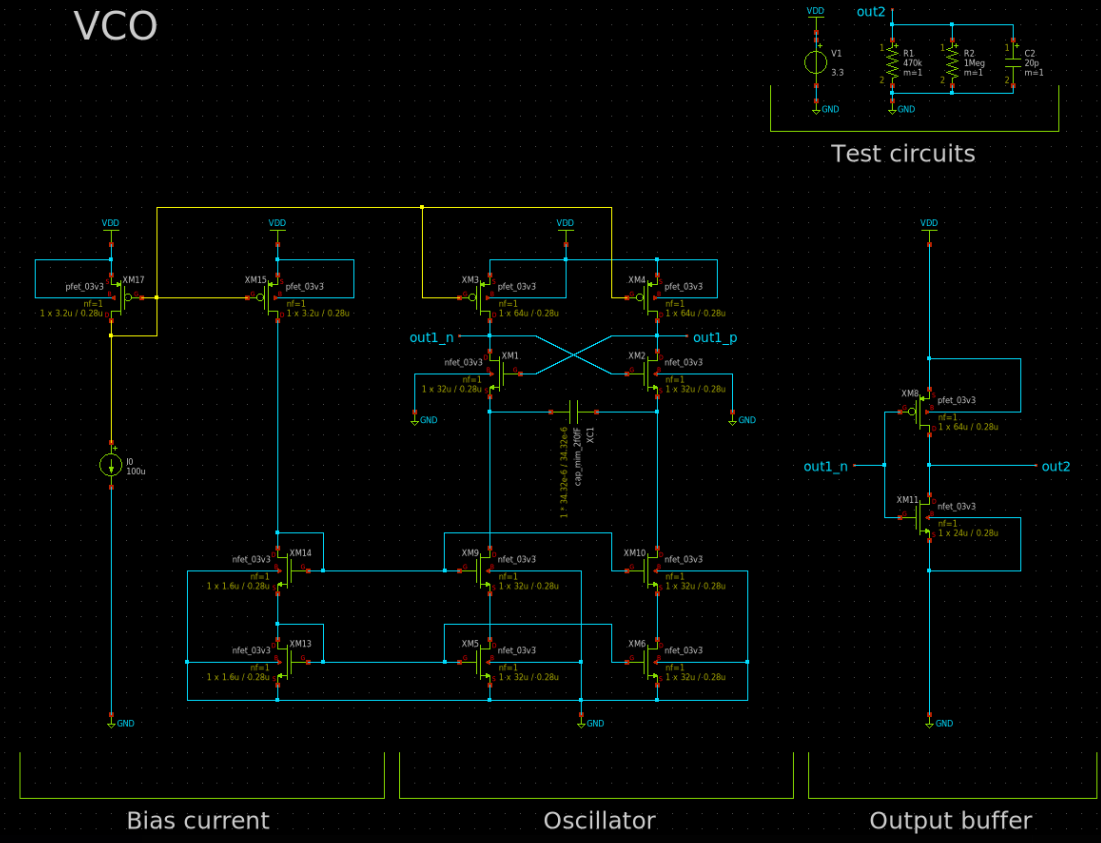 VCO
VDD
V1
3.3
GND
out2
1
2
R1
470k
m=1
1
2
R2
1Meg
m=1
1
2
C2
20p
m=1
GND
Test circuits
VDD
XM17
pfet_03v3
nf=1
1 x 3.2u / 0.28u
VDD
XM15
pfet_03v3
nf=1
1 x 3.2u / 0.28u
VDD
XM3
pfet_03v3
nf=1
1 x 64u / 0.28u
XM4
pfet_03v3
nf=1
1 x 64u / 0.28u
out1_n
out1_p
XM1
nfet_03v3
nf=1
1 x 32u / 0.28u
GND
XM2
nfet_03v3
nf=1
1 x 32u / 0.28u
GND
XC1
cap_mim_2f0fF
1 * 34.32e-6 / 34.32e-6
I0
100u
GND
XM14
nfet_03v3
nf=1
1 x 1.6u / 0.28u
XM9
nfet_03v3
nf=1
1 x 32u / 0.28u
XM10
nfet_03v3
nf=1
1 x 32u / 0.28u
XM13
nfet_03v3
nf=1
1 x 1.6u / 0.28u
XM5
nfet_03v3
nf=1
1 x 32u / 0.28u
XM6
nfet_03v3
nf=1
1 x 32u / 0.28u
GND
VDD
XM8
pfet_03v3
nf=1
1 x 64u / 0.28u
out1_n
out2
XM11
nfet_03v3
nf=1
1 x 24u / 0.28u
GND
Bias current
Oscillator
Output buffer